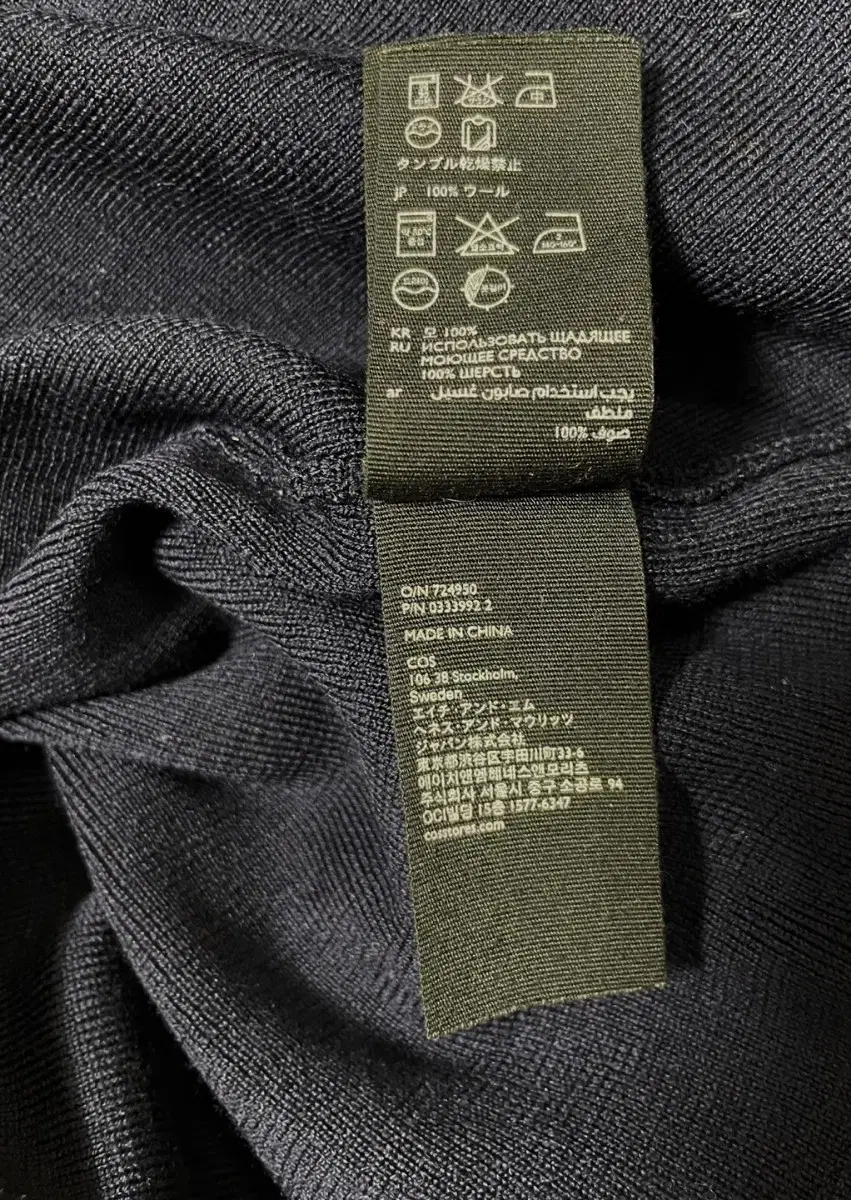 中
タンブル乾燥禁止
JP 100% ウール
KR 모 100%
RU ИСПОЛЬЗОВАТЬ ЩАДЯЩЕЕ
МОЮЩЕЕ СРЕДСТВО
100% ШЕРСТЬ
ar يجب استخدام صابون غسيل
ملطف
صوف %100
O/N 724950
P/N 0333992 2
MADE IN CHINA
COS
106 38 Stockholm,
Sweden
エイチ・アンド・エム
ヘネス・アンド・マウリッツ
ジャパン株式会社
東京都渋谷区宇田川町33-6
에이치앤엠헤네스앤모리츠
주식회사 서울시 중구 소공로 94
OCI빌딩 15층 1577-6347
cosstores.com